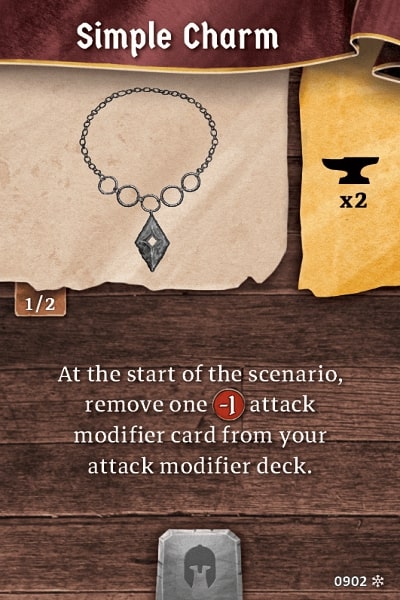 Simple Charm
x2
1/2
At the start of the scenario,
remove one -1 attack
modifier card from your
attack modifier deck.
0902